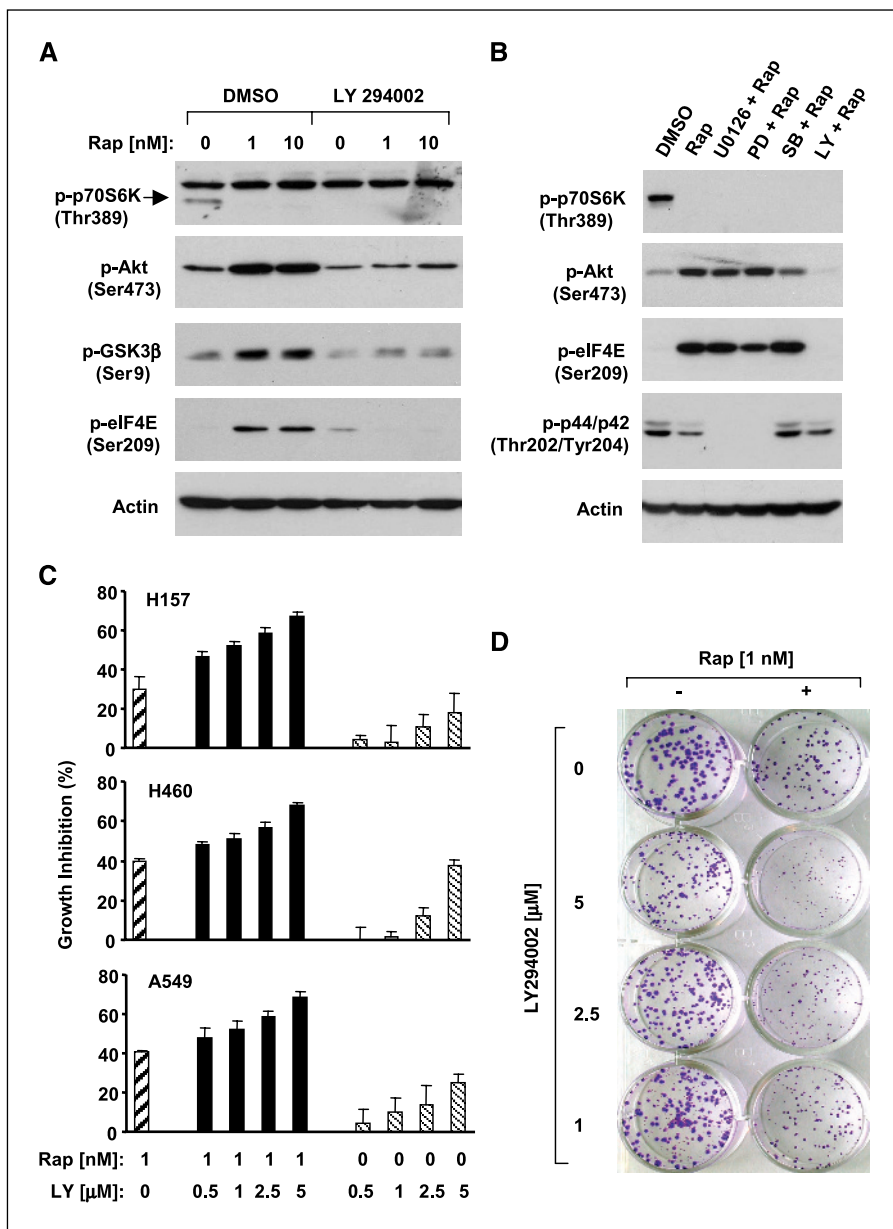 A
DMSO LY 294002
Rap [nM]: 0 1 10 0 1 10
p-p70S6K
(Thr389)
p-Akt
(Ser473)
p-GSK3β
(Ser9)
p-eIF4E
(Ser209)
Actin
B
DMSO Rap U0126 + Rap PD + Rap SB + Rap LY + Rap
p-p70S6K
(Thr389)
p-Akt
(Ser473)
p-eIF4E
(Ser209)
p-p44/p42
(Thr202/Tyr204)
Actin
C
Growth Inhibition (%)
80 H157
60
40
20
0
80 H460
60
40
20
0
80 A549
60
40
20
0
Rap [nM]: 1 1 1 1 1 0 0 0 0
LY [µM]: 0 0.5 1 2.5 5 0.5 1 2.5 5
D
Rap [1 nM]
- +
LY294002 [µM]
0
5
2.5
1